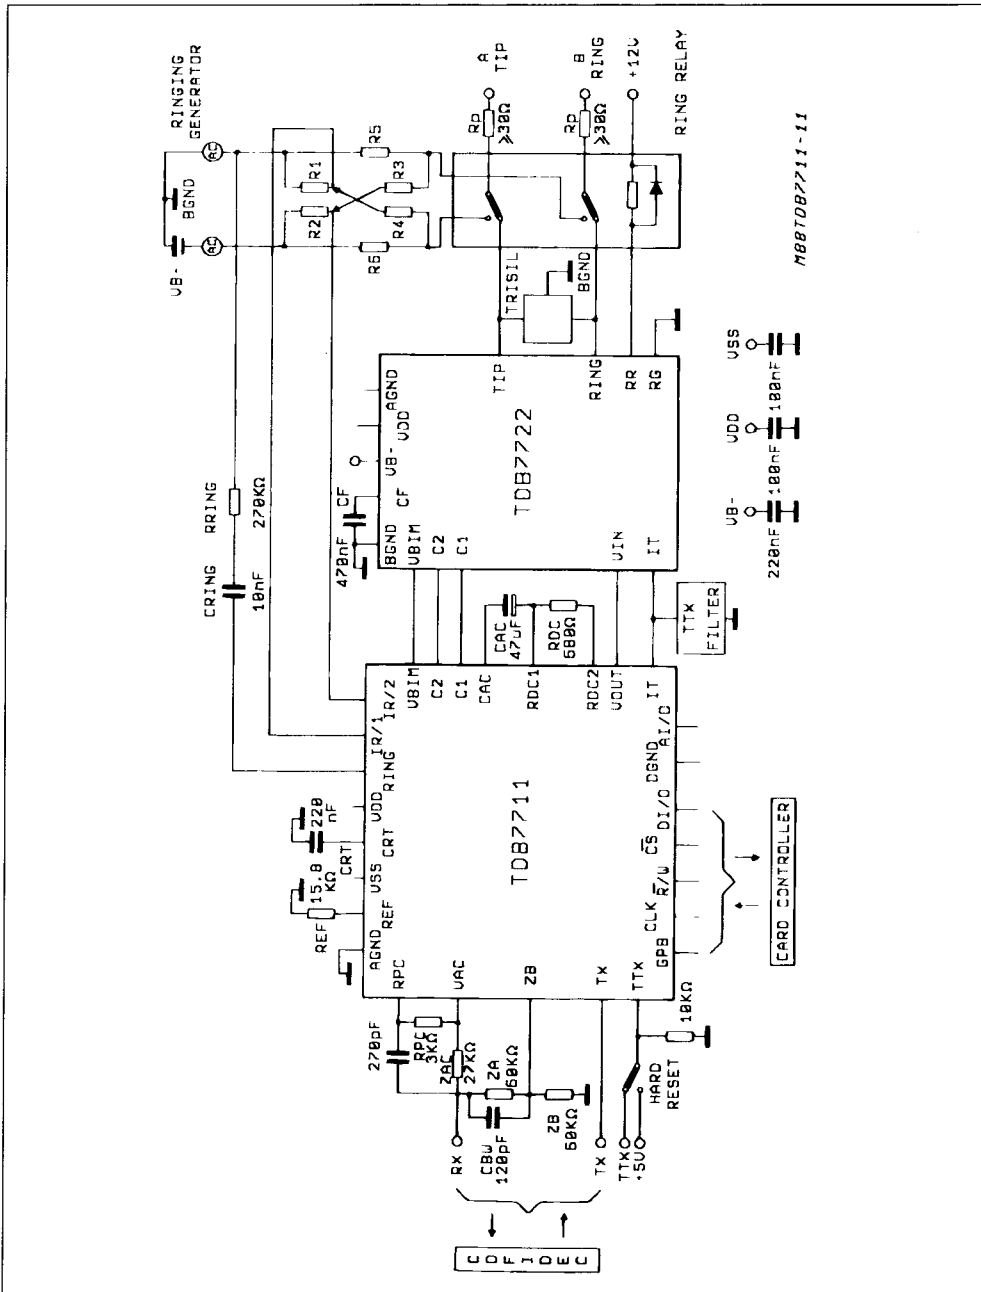 RINGING
GENERATOR
VB-
BGND
AC
AC
R1
R2
R3
R4
R5
R6
A
TIP
B
RING
+12V
Rp
≥30Ω
Rp
≥30Ω
RING RELAY
M88TDB7711-11
TRISIL
BGND
CRING
10nF
RRING
270KΩ
470nF
CF
BGND
CF
VB-
VDD
AGND
VBIM
C2
C1
VIN
IT
TDB7722
TIP
RING
RR
RG
VB-
220nF
VDD
100nF
VSS
100nF
CAC
47uF
RDC
680Ω
TTX
FILTER
REF
15.8
KΩ
CRT
220
nF
AGND
REF
VSS
CRT
VDD
RING
IR/1
IR/2
RPC
VAC
ZB
TX
TTX
TDB7711
VBIM
C2
C1
CAC
RDC1
RDC2
VOUT
IT
GPB
CLK
R/W̅
C̅S̅
DI/O
DGND
AI/O
CARD CONTROLLER
270pF
RPC
3KΩ
ZAC
27KΩ
ZA
60KΩ
CBW
120pF
ZB
60KΩ
RX
TX
TTX
+5V
HARD
RESET
10KΩ
COFIDEC